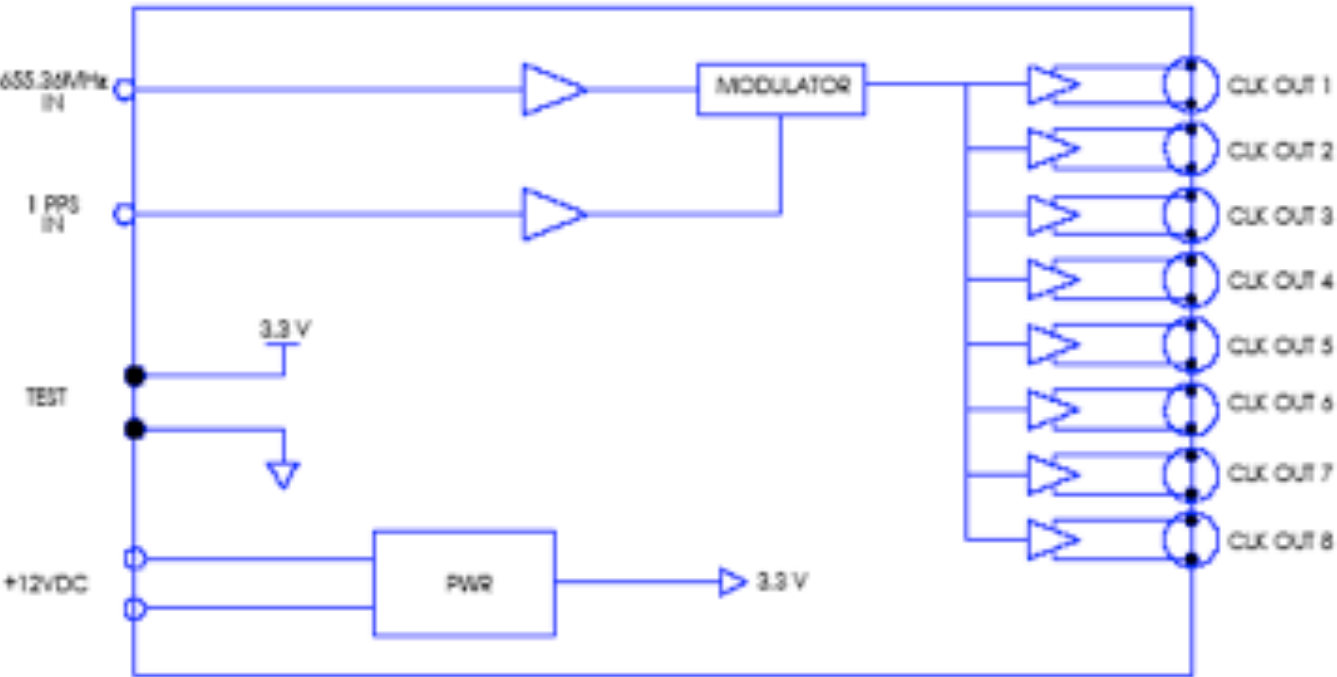 655.36MHz
IN
MODULATOR
1 PPS
IN
3.3 V
TEST
+12VDC
PWR
3.3 V
CLK OUT 1
CLK OUT 2
CLK OUT 3
CLK OUT 4
CLK OUT 5
CLK OUT 6
CLK OUT 7
CLK OUT 8